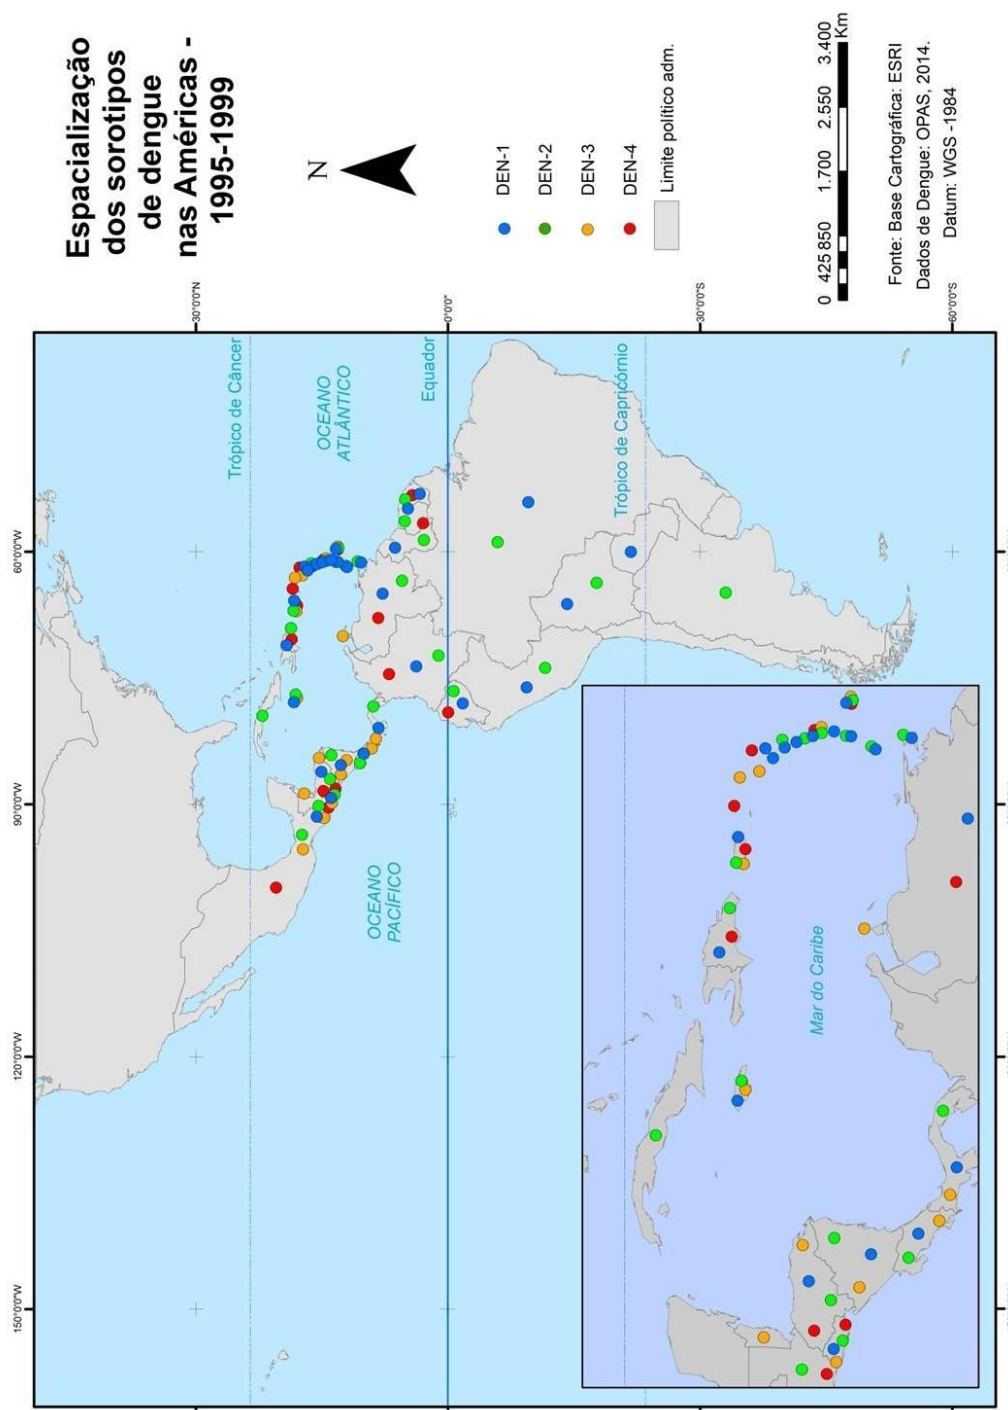 Espacialização
dos sorotipos
de dengue
nas Américas -
1995-1999
N
DEN-1
DEN-2
DEN-3
DEN-4
Limite político adm.
0 425 850 1.700 2.550 3.400
Km
Fonte: Base Cartográfica: ESRI
Dados de Dengue: OPAS, 2014.
Datum: WGS -1984
150°0'0"W
120°0'0"W
90°0'0"W
60°0'0"W
30°0'0"N
0°0'0"
30°0'0"S
60°0'0"S
Trópico de Câncer
OCEANO
ATLÂNTICO
Equador
Trópico de Capricórnio
OCEANO
PACÍFICO
Mar do Caribe